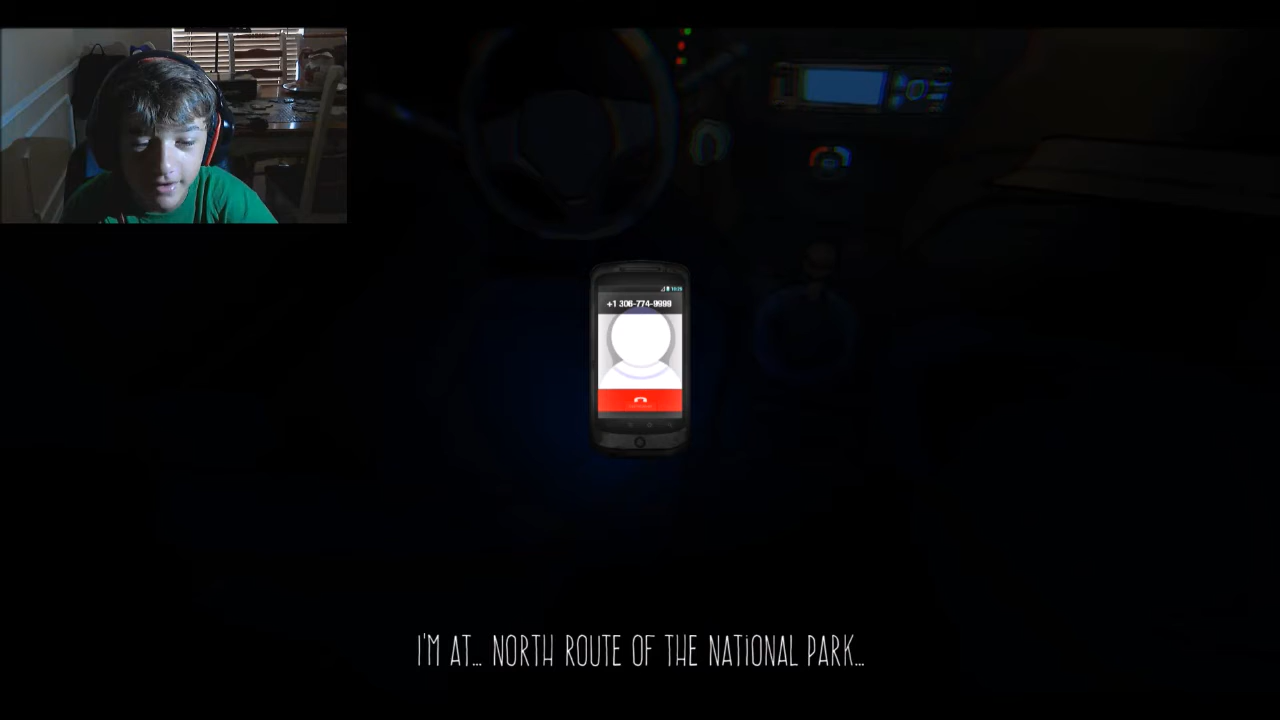 +1 306-774-9999
I'M AT... NORTH ROUTE OF THE NATIONAL PARK...